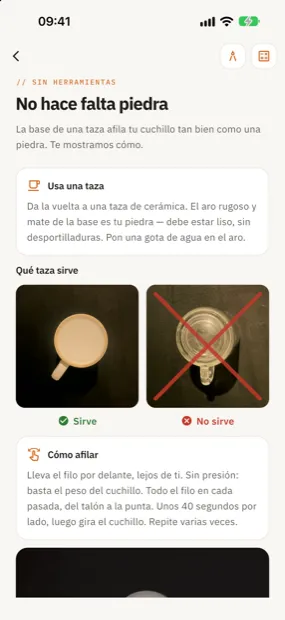 09:41
// SIN HERRAMIENTAS
No hace falta piedra
La base de una taza afila tu cuchillo tan bien como una
piedra. Te mostramos cómo.
Usa una taza
Da la vuelta a una taza de cerámica. El aro rugoso y
mate de la base es tu piedra — debe estar liso, sin
desportilladuras. Pon una gota de agua en el aro.
Qué taza sirve
Sirve
No sirve
Cómo afilar
Lleva el filo por delante, lejos de ti. Sin presión:
basta el peso del cuchillo. Todo el filo en cada
pasada, del talón a la punta. Unos 40 segundos por
lado, luego gira el cuchillo. Repite varias veces.